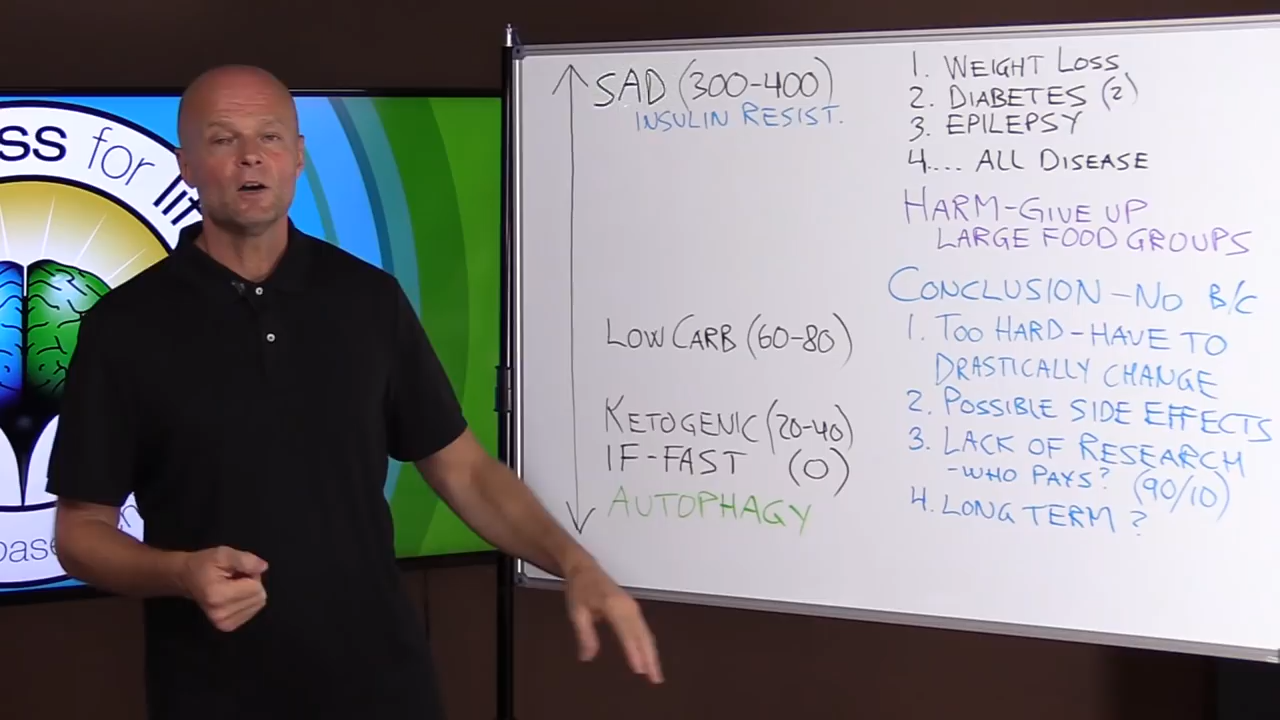 ss for lif
base
SAD (300-400)
INSULIN RESIST.
LOW CARB (60-80)
KETOGENIC (20-40)
IF-FAST (0)
AUTOPHAGY
1. WEIGHT LOSS
2. DIABETES (2)
3. EPILEPSY
4.... ALL DISEASE
HARM-GIVE UP
LARGE FOOD GROUPS
CONCLUSION-NO B/C
1. TOO HARD-HAVE TO
DRASTICALLY CHANGE
2. POSSIBLE SIDE EFFECTS
3. LACK OF RESEARCH
-WHO PAYS? (90/10)
4. LONG TERM ?